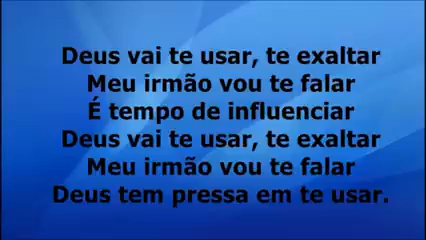 Deus vai te usar, te exaltar
Meu irmão vou te falar
É tempo de influenciar
Deus vai te usar, te exaltar
Meu irmão vou te falar
Deus tem pressa em te usar.